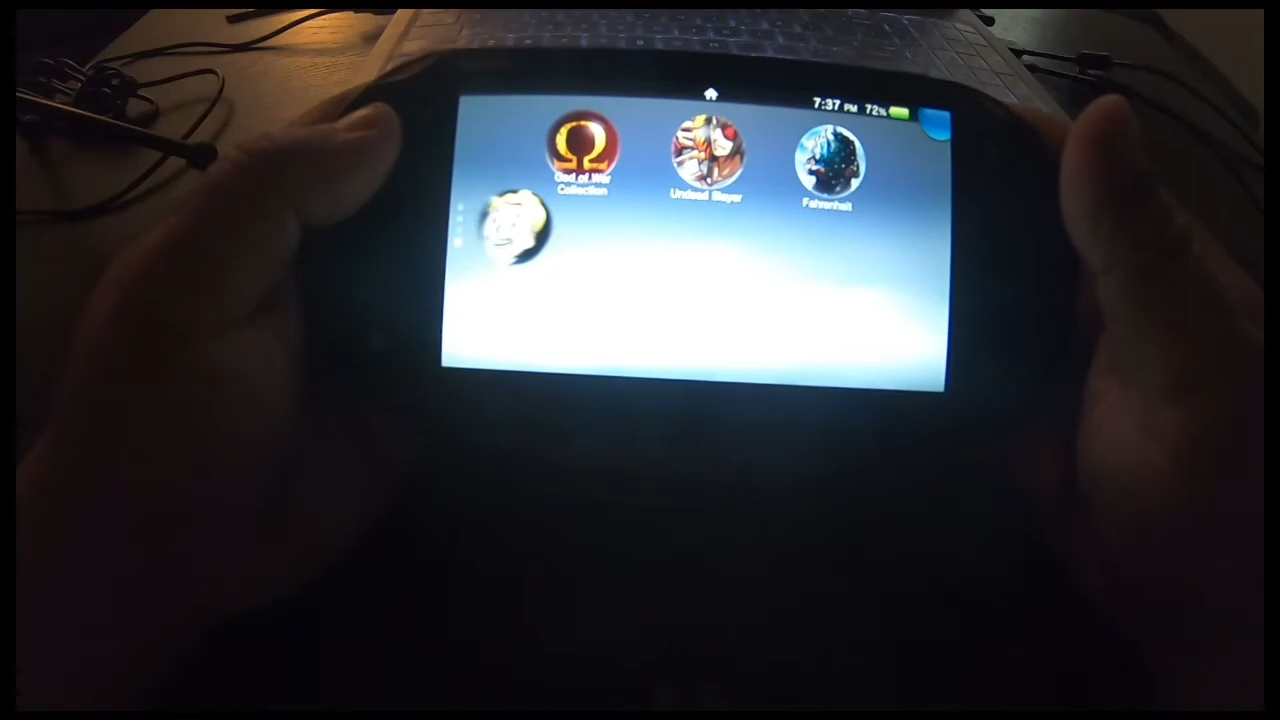 7:37 PM 72%
God of War
Collection
Undead Slayer
Fahrenheit